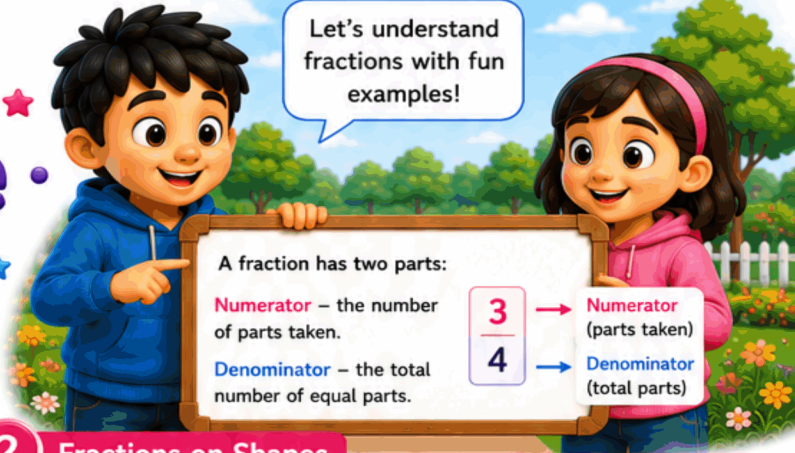 Let's understand
fractions with fun
examples!
A fraction has two parts:
Numerator – the number
of parts taken.
Denominator – the total
number of equal parts.
3
4
Numerator
(parts taken)
Denominator
(total parts)
2 Fractions on Shapes